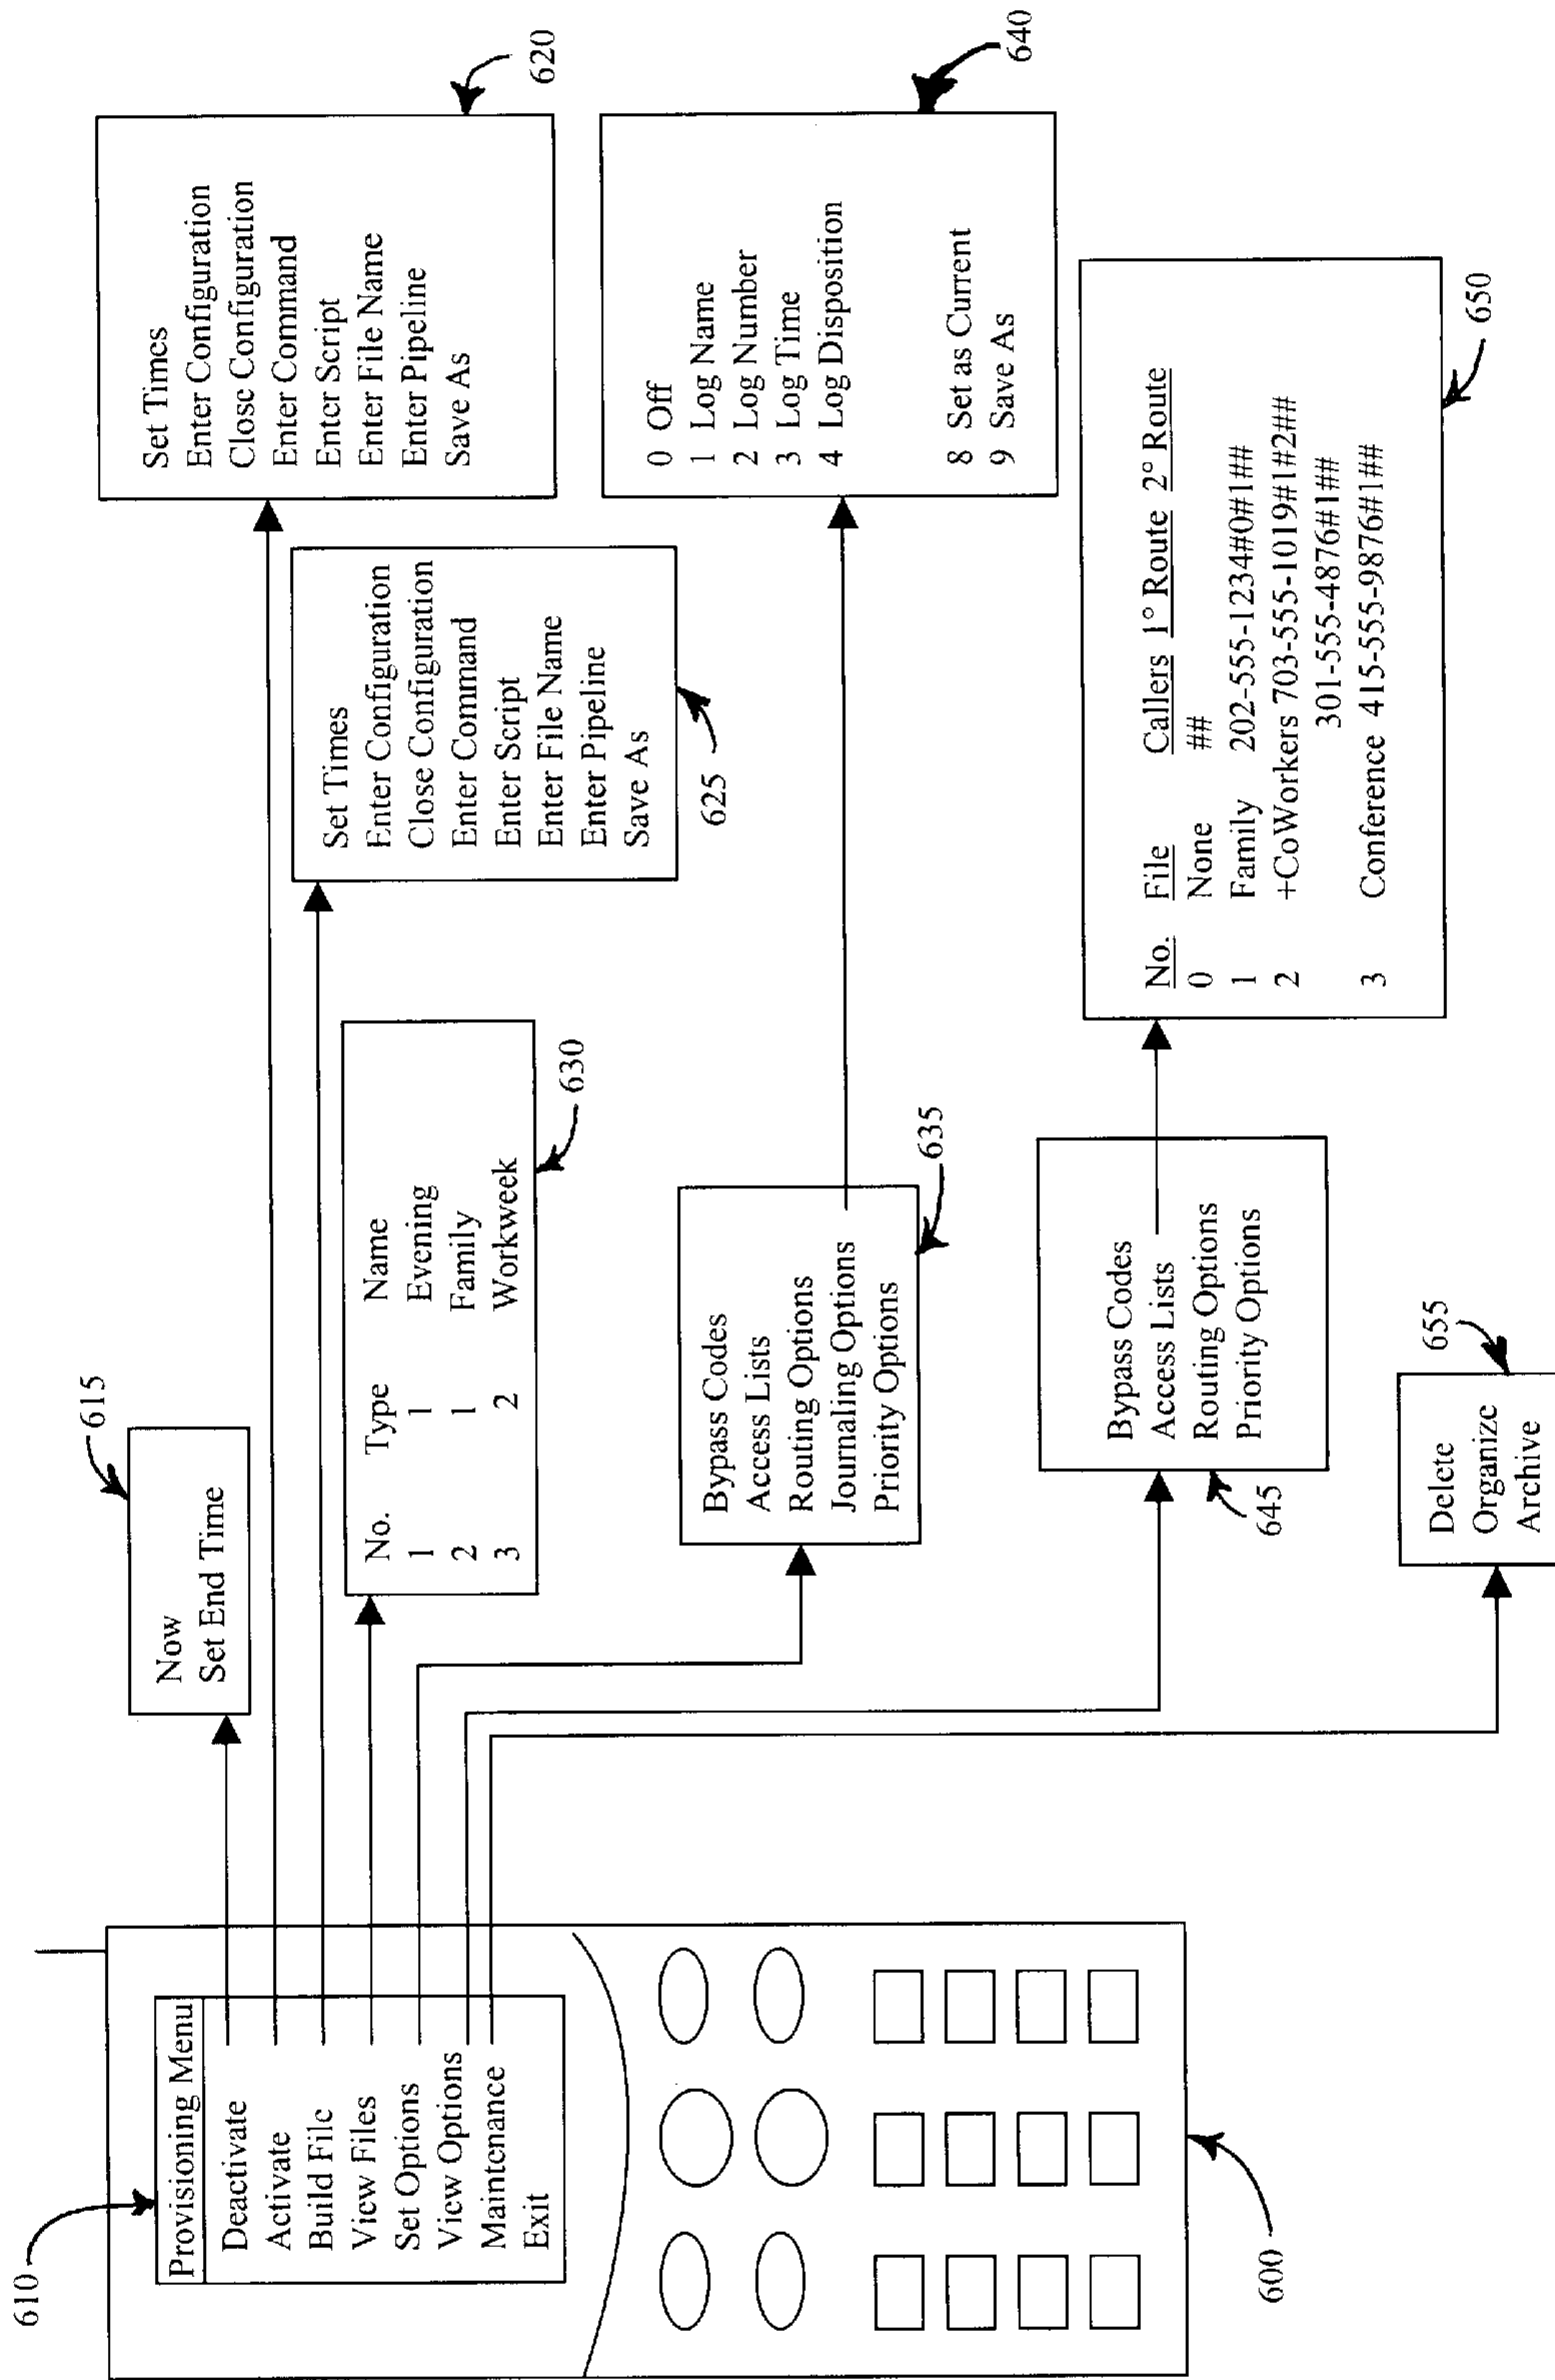 610
Provisioning Menu
Deactivate
Activate
Build File
View Files
Set Options
View Options
Maintenance
Exit
600
615
Now
Set End Time
620
Set Times
Enter Configuration
Close Configuration
Enter Command
Enter Script
Enter File Name
Enter Pipeline
Save As
625
Set Times
Enter Configuration
Close Configuration
Enter Command
Enter Script
Enter File Name
Enter Pipeline
Save As
630
No. Type Name
1 1 Evening
2 1 Family
3 2 Workweek
635
Bypass Codes
Access Lists
Routing Options
Journaling Options
Priority Options
640
0 Off
1 Log Name
2 Log Number
3 Log Time
4 Log Disposition
8 Set as Current
9 Save As
645
Bypass Codes
Access Lists
Routing Options
Priority Options
650
No. File Callers 1° Route 2° Route
0 None ##
1 Family 202-555-1234#0#1##
2 +CoWorkers 703-555-1019#1#2##
301-555-4876#1##
3 Conference 415-555-9876#1##
655
Delete
Organize
Archive